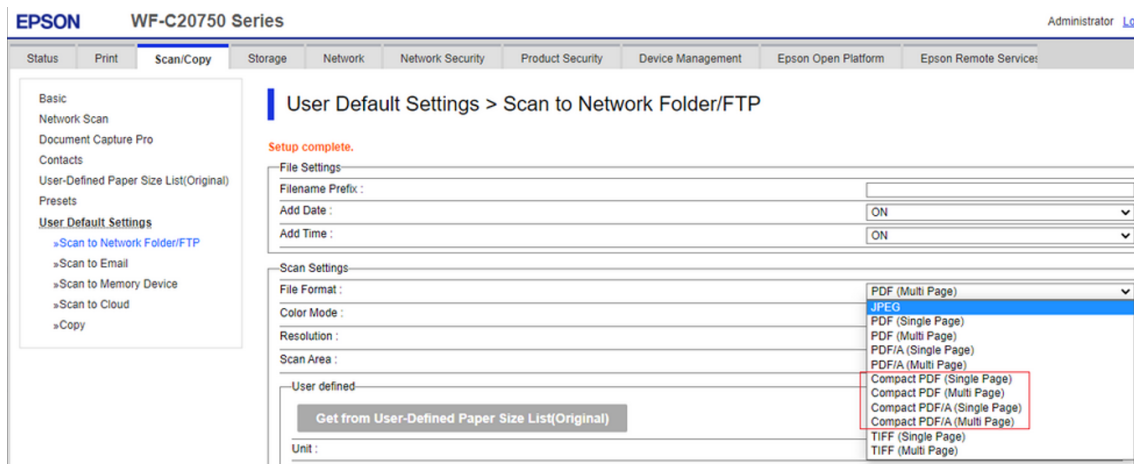 EPSON WF-C20750 Series
Administrator
Status Print Scan/Copy Storage Network Network Security Product Security Device Management Epson Open Platform Epson Remote Services
Basic
Network Scan
Document Capture Pro
Contacts
User-Defined Paper Size List(Original)
Presets
User Default Settings
»Scan to Network Folder/FTP
»Scan to Email
»Scan to Memory Device
»Scan to Cloud
»Copy
User Default Settings > Scan to Network Folder/FTP
Setup complete.
File Settings
Filename Prefix :
Add Date : ON
Add Time : ON
Scan Settings
File Format : PDF (Multi Page)
Color Mode :
Resolution :
Scan Area :
JPEG
PDF (Single Page)
PDF (Multi Page)
PDF/A (Single Page)
PDF/A (Multi Page)
Compact PDF (Single Page)
Compact PDF (Multi Page)
Compact PDF/A (Single Page)
Compact PDF/A (Multi Page)
TIFF (Single Page)
TIFF (Multi Page)
User defined
Get from User-Defined Paper Size List(Original)
Unit :